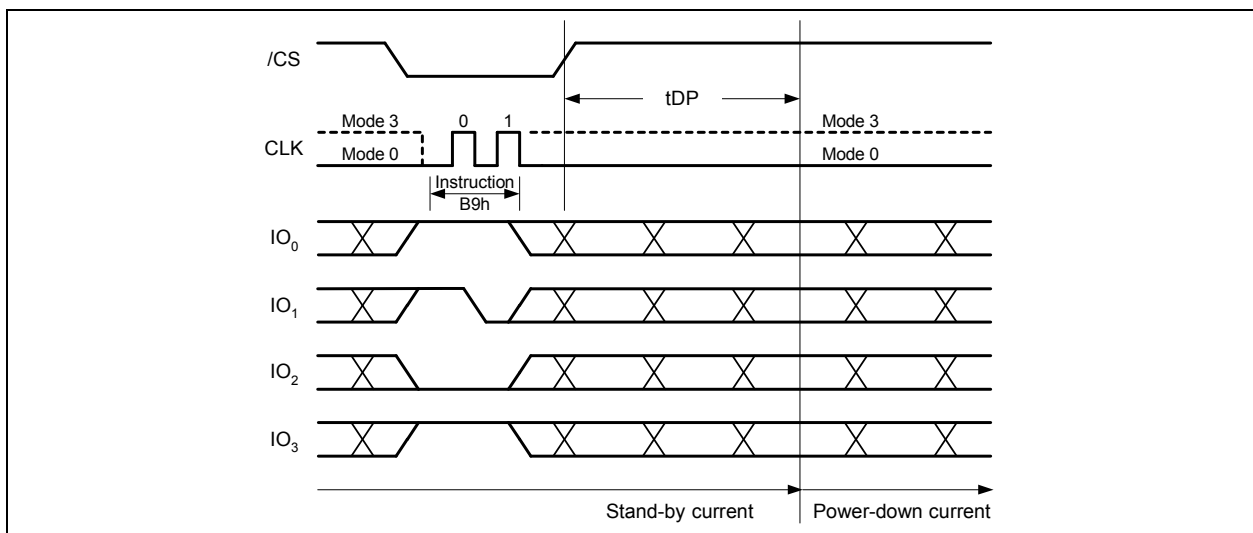 /CS
tDP
Mode 3 0 1 Mode 3
CLK
Mode 0 Mode 0
Instruction
B9h
IO0
IO1
IO2
IO3
Stand-by current Power-down current